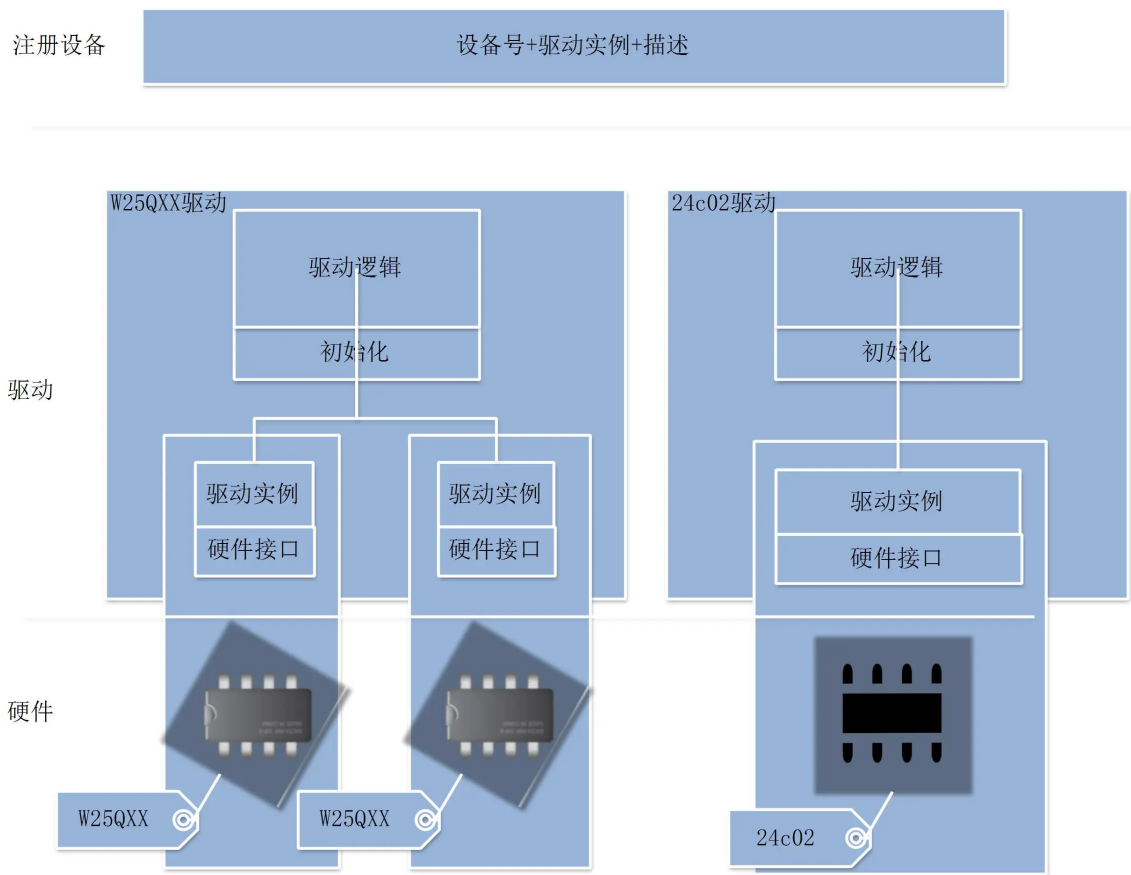 注册设备
设备号+驱动实例+描述
W25QXX驱动
24c02驱动
驱动逻辑
驱动逻辑
初始化
初始化
驱动
驱动实例
驱动实例
驱动实例
硬件接口
硬件接口
硬件接口
硬件
W25QXX
W25QXX
24c02